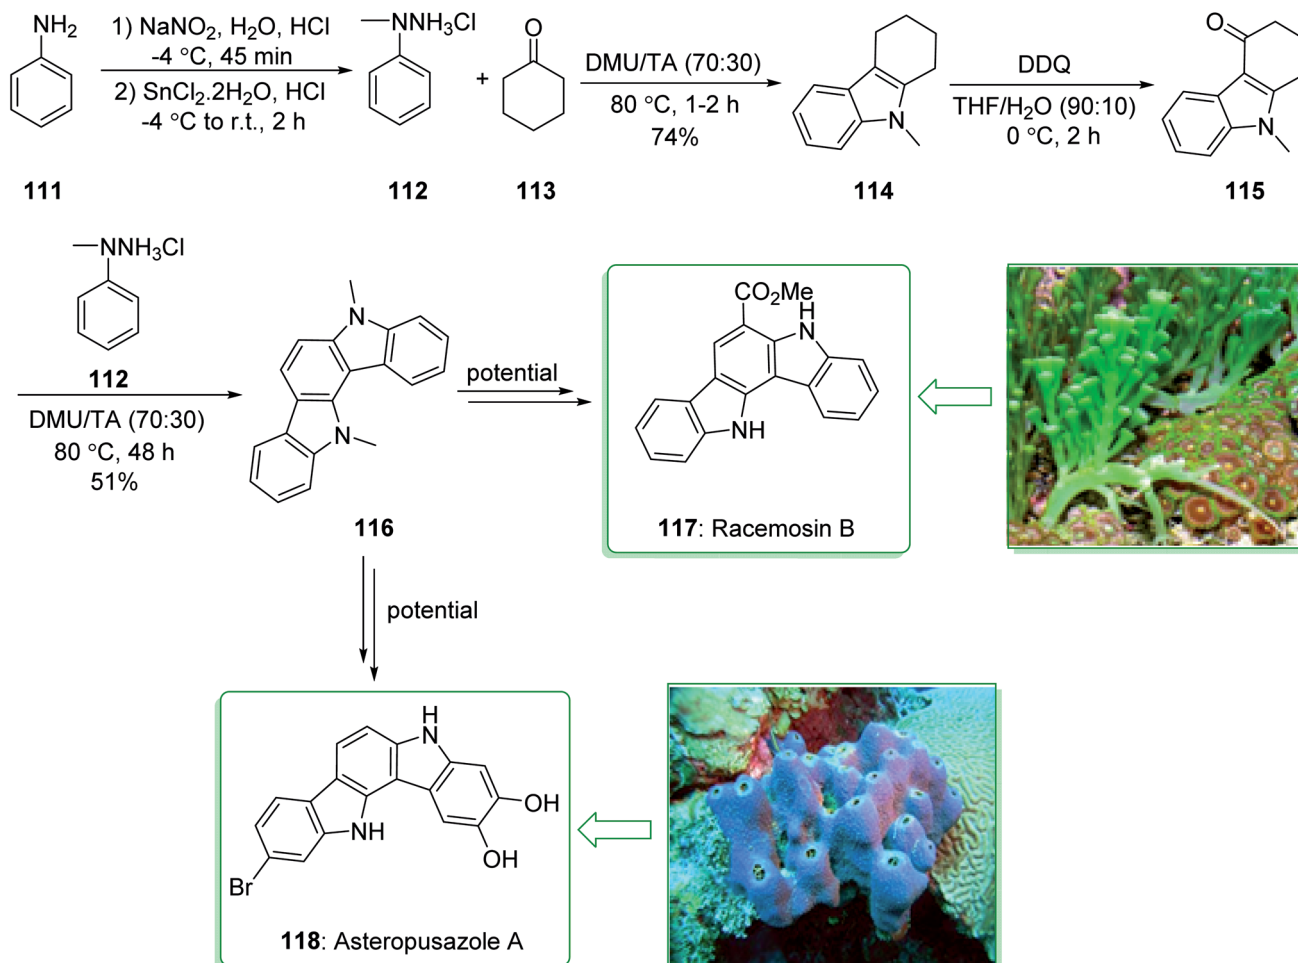 NH₂
1) NaNO₂, H₂O, HCl
-4 °C, 45 min
2) SnCl₂.2H₂O, HCl
-4 °C to r.t., 2 h
NNH₃Cl
+
O
DMU/TA (70:30)
80 °C, 1-2 h
74%
N
DDQ
THF/H₂O (90:10)
0 °C, 2 h
O
N
111
112
113
114
115
NNH₃Cl
112
DMU/TA (70:30)
80 °C, 48 h
51%
N
N
116
potential
CO₂Me
H
N
NH
117: Racemosin B
potential
H
N
OH
NH
OH
Br
118: Asteropusazole A